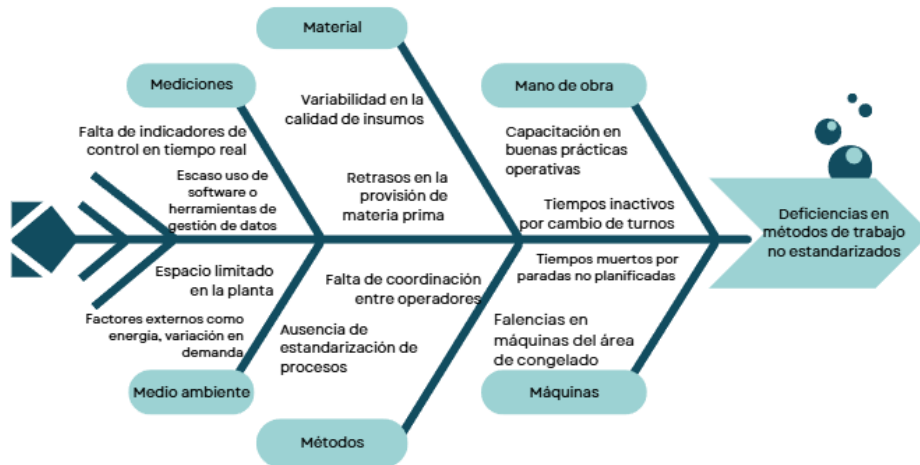 Material
Mediciones
Mano de obra
Variabilidad en la
calidad de insumos
Falta de indicadores de
control en tiempo real
Capacitación en
buenas prácticas
operativas
Escaso uso de
software o
herramientas de
gestión de datos
Retrasos en la
provisión de
materia prima
Tiempos inactivos
por cambio de turnos
Deficiencias en
métodos de trabajo
no estandarizados
Espacio limitado
en la planta
Falta de coordinación
entre operadores
Tiempos muertos por
paradas no planificadas
Factores externos como
energía, variación en
demanda
Ausencia de
estandarización de
procesos
Falencias en
máquinas del área
de congelado
Medio ambiente
Máquinas
Métodos